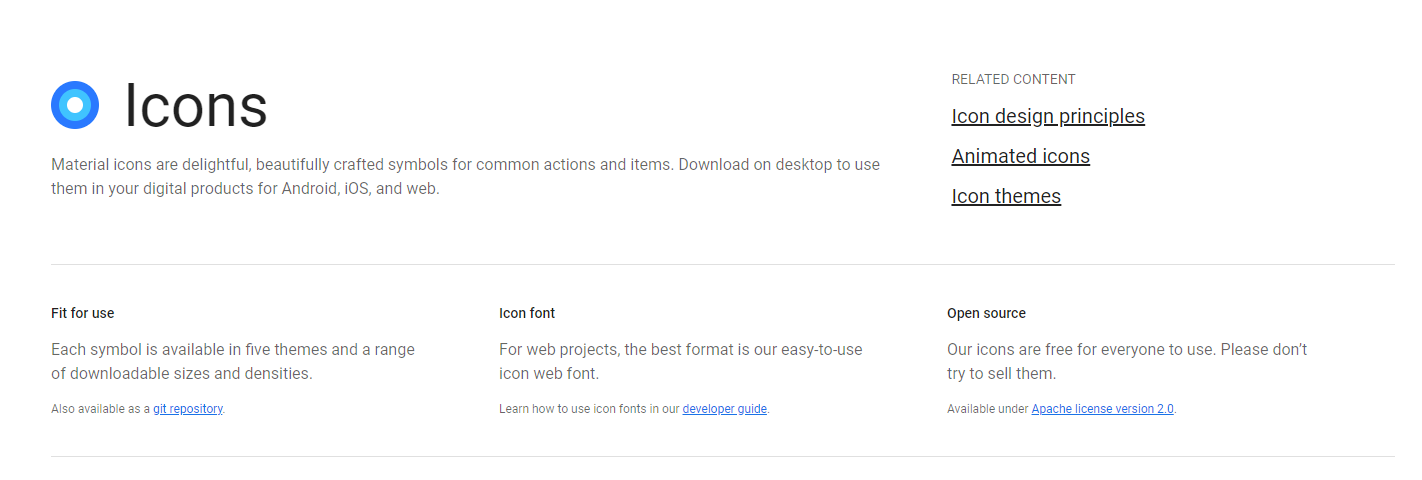 Icons
Material icons are delightful, beautifully crafted symbols for common actions and items. Download on desktop to use
them in your digital products for Android, iOS, and web.
RELATED CONTENT
Icon design principles
Animated icons
Icon themes
Fit for use
Each symbol is available in five themes and a range
of downloadable sizes and densities.
Also available as a git repository.
Icon font
For web projects, the best format is our easy-to-use
icon web font.
Learn how to use icon fonts in our developer guide.
Open source
Our icons are free for everyone to use. Please don’t
try to sell them.
Available under Apache license version 2.0.